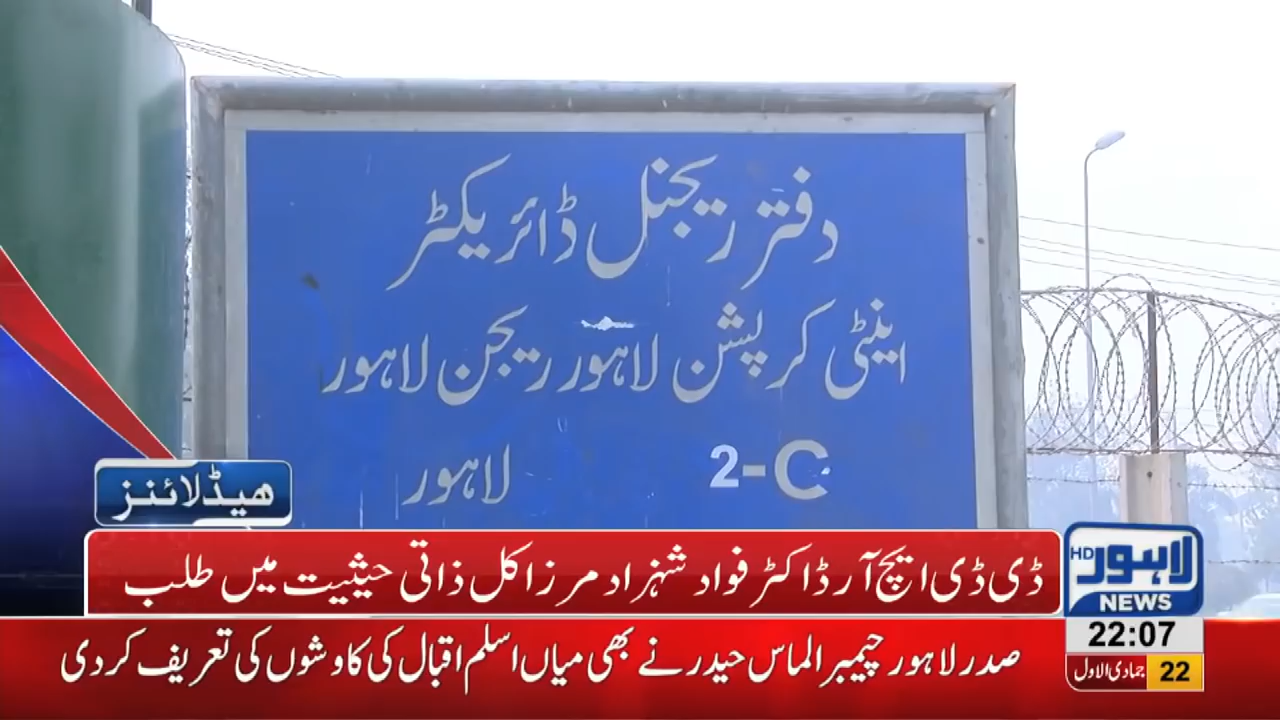 دفتر ریجنل ڈائریکٹر
اینٹی کرپشن لاہور ریجن لاہور
2-C لاہور
ھیڈلائنز
ڈی ڈی ایچ آر ڈاکٹر فواد شہزاد مرزا کل ذاتی حیثیت میں طلب
صدر لاہور چیمبر الماس حیدر نے بھی میاں اسلم اقبال کی کاوشوں کی تعریف کر دی
لاہور HD
NEWS
22:07
22 جمادی الاول